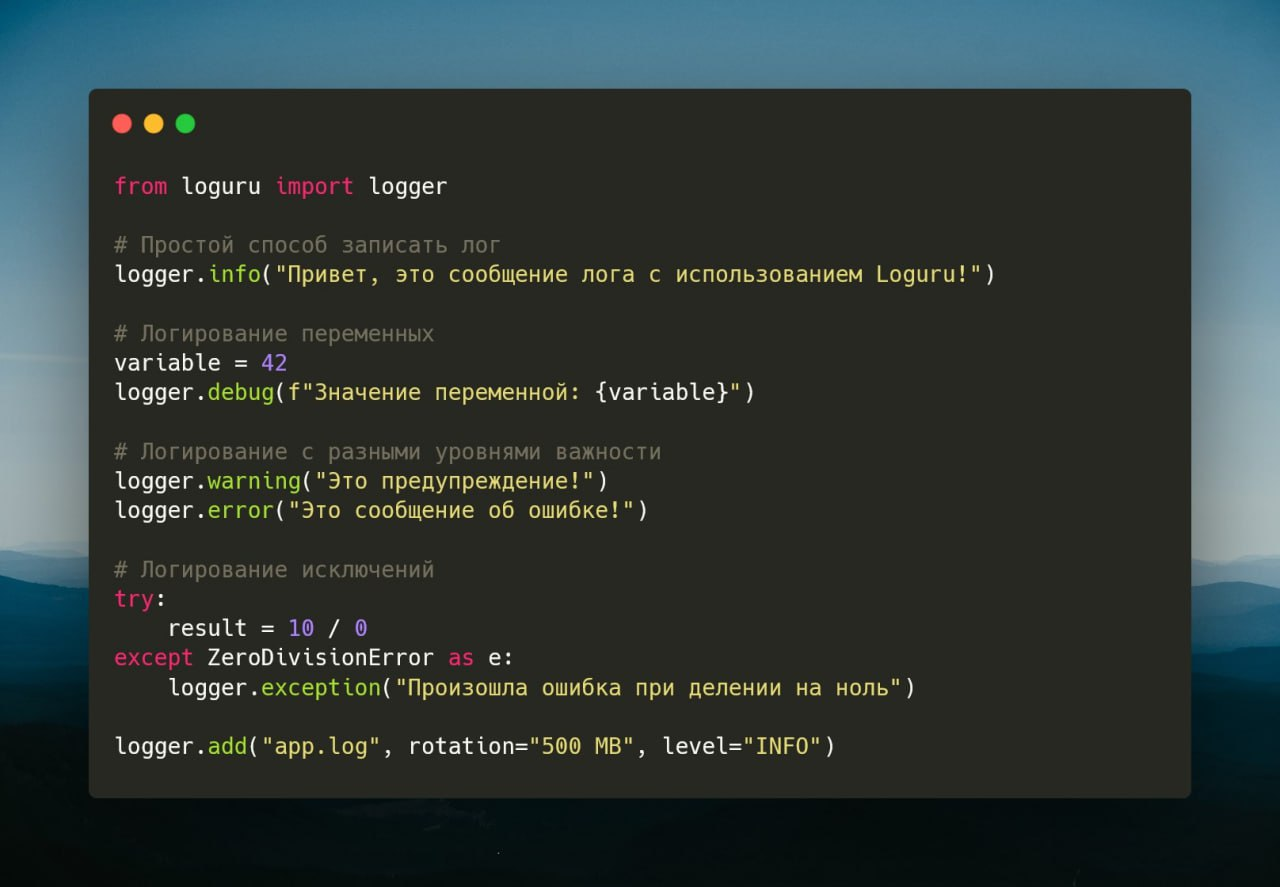 from loguru import logger
# Простой способ записать лог
logger.info("Привет, это сообщение лога с использованием Loguru!")
# Логирование переменных
variable = 42
logger.debug(f"Значение переменной: {variable}")
# Логирование с разными уровнями важности
logger.warning("Это предупреждение!")
logger.error("Это сообщение об ошибке!")
# Логирование исключений
try:
    result = 10 / 0
except ZeroDivisionError as e:
    logger.exception("Произошла ошибка при делении на ноль")
logger.add("app.log", rotation="500 MB", level="INFO")